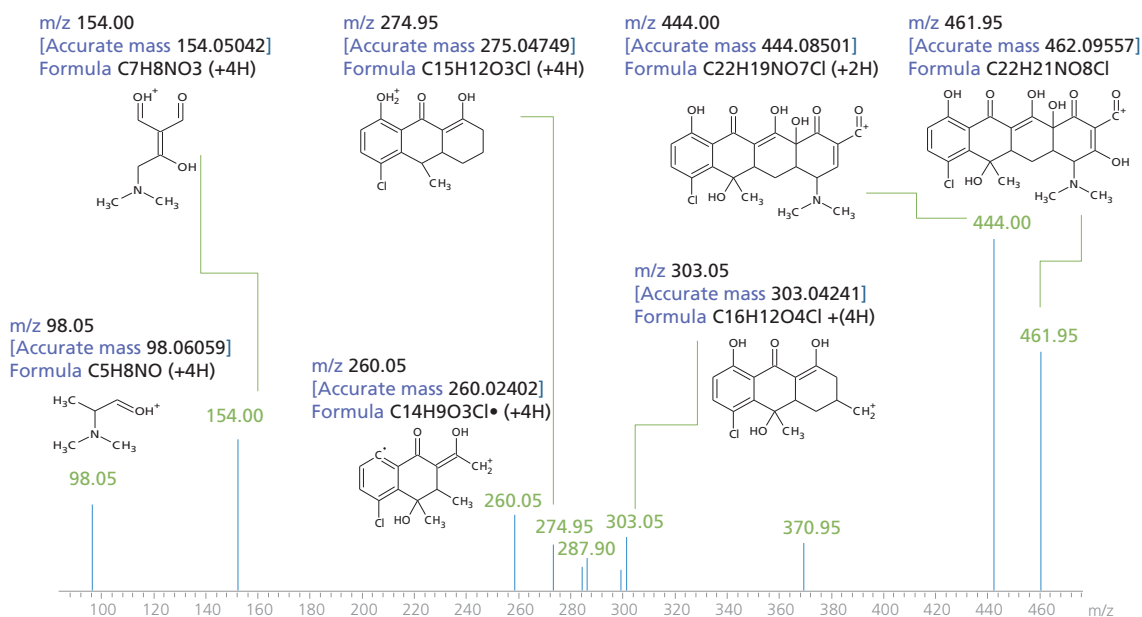 m/z 154.00
[Accurate mass 154.05042]
Formula C7H8NO3 (+4H)
OH+
O
OH
N
H3C
CH3
m/z 274.95
[Accurate mass 275.04749]
Formula C15H12O3Cl (+4H)
OH2+
O
OH
Cl
CH3
m/z 444.00
[Accurate mass 444.08501]
Formula C22H19NO7Cl (+2H)
OH
O
OH
OH
O
O
C+
Cl
HO
CH3
N
H3C
CH3
m/z 461.95
[Accurate mass 462.09557]
Formula C22H21NO8Cl
OH
O
OH
OH
O
O
C+
OH
Cl
HO
CH3
N
H3C
CH3
444.00
m/z 303.05
[Accurate mass 303.04241]
Formula C16H12O4Cl +(4H)
OH
O
OH
CH2+
Cl
HO
CH3
461.95
m/z 98.05
[Accurate mass 98.06059]
Formula C5H8NO (+4H)
H3C
OH+
N
H3C
CH3
154.00
98.05
m/z 260.05
[Accurate mass 260.02402]
Formula C14H9O3Cl• (+4H)
O
OH
C•
CH2+
CH3
Cl
HO
CH3
260.05
274.95
287.90
303.05
370.95
100 120 140 160 180 200 220 240 260 280 300 320 340 360 380 400 420 440 460 m/z